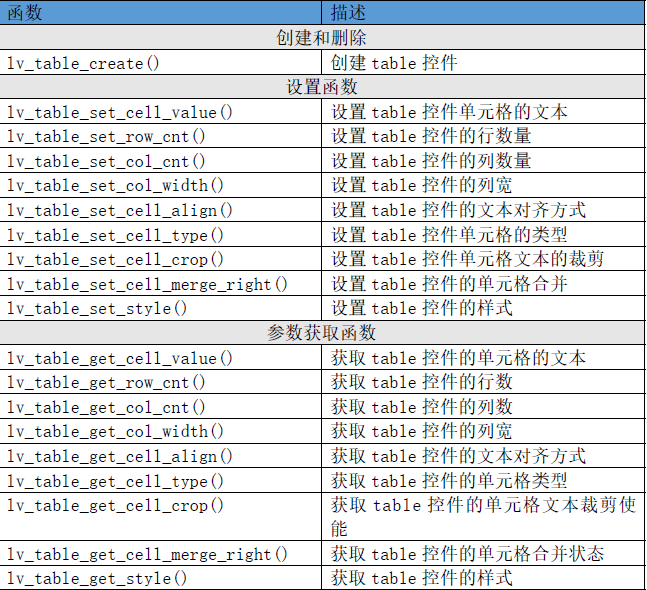 函数 描述
创建和删除
lv_table_create() 创建 table 控件
设置函数
lv_table_set_cell_value() 设置 table 控件单元格的文本
lv_table_set_row_cnt() 设置 table 控件的行数量
lv_table_set_col_cnt() 设置 table 控件的列数量
lv_table_set_col_width() 设置 table 控件的列宽
lv_table_set_cell_align() 设置 table 控件的文本对齐方式
lv_table_set_cell_type() 设置 table 控件单元格的类型
lv_table_set_cell_crop() 设置 table 控件单元格文本的裁剪
lv_table_set_cell_merge_right() 设置 table 控件的单元格合并
lv_table_set_style() 设置 table 控件的样式
参数获取函数
lv_table_get_cell_value() 获取 table 控件的单元格的文本
lv_table_get_row_cnt() 获取 table 控件的行数
lv_table_get_col_cnt() 获取 table 控件的列数
lv_table_get_col_width() 获取 table 控件的列宽
lv_table_get_cell_align() 获取 table 控件的文本对齐方式
lv_table_get_cell_type() 获取 table 控件的单元格类型
lv_table_get_cell_crop() 获取 table 控件的单元格文本裁剪使
能
lv_table_get_cell_merge_right() 获取 table 控件的单元格合并状态
lv_table_get_style() 获取 table 控件的样式